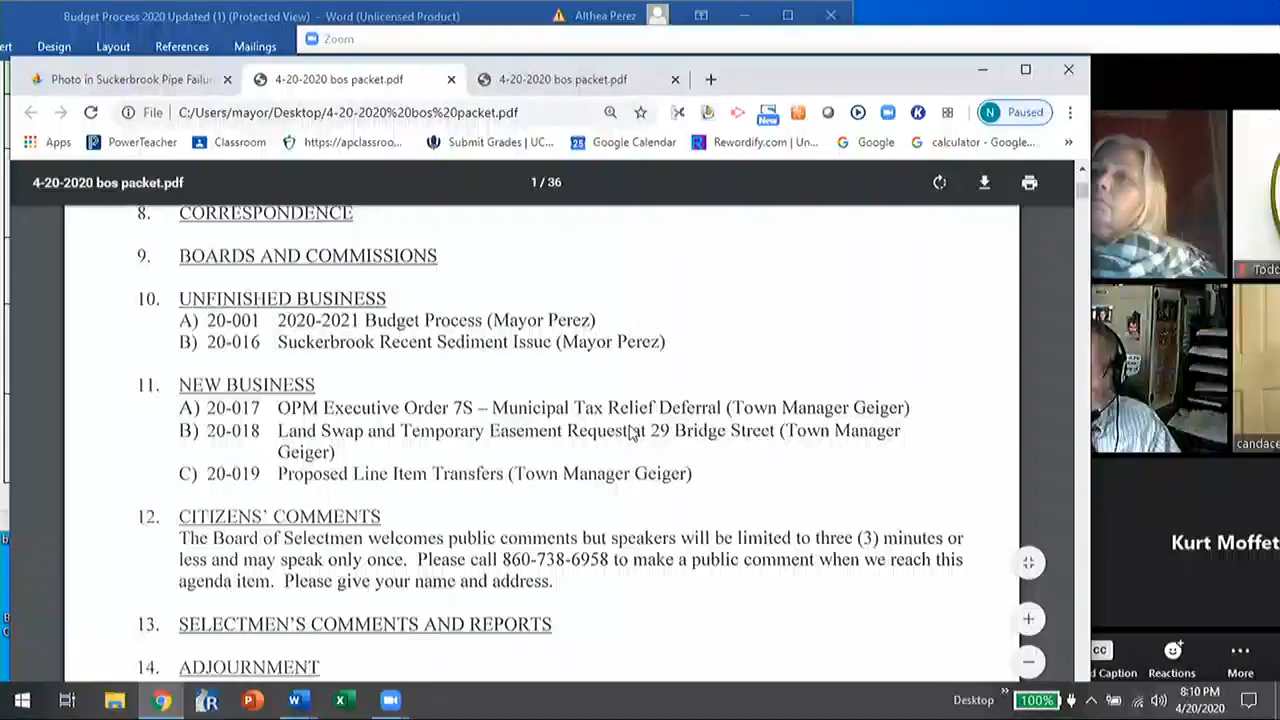 Budget Process 2020 Updated (1) (Protected View) - Word (Unlicensed Product)
Althea Perez
Design Layout References Mailings
Zoom
Photo in Suckerbrook Pipe Failur
4-20-2020 bos packet.pdf
4-20-2020 bos packet.pdf
File
C:/Users/mayor/Desktop/4-20-2020%20bos%20packet.pdf
New
N Paused
Apps PowerTeacher Classroom https://apclassroo... Submit Grades | UC... Google Calendar Rewordify.com | Un... Google calculator - Google...
4-20-2020 bos packet.pdf
1 / 36
8. CORRESPONDENCE
9. BOARDS AND COMMISSIONS
10. UNFINISHED BUSINESS
A) 20-001 2020-2021 Budget Process (Mayor Perez)
B) 20-016 Suckerbrook Recent Sediment Issue (Mayor Perez)
11. NEW BUSINESS
A) 20-017 OPM Executive Order 7S – Municipal Tax Relief Deferral (Town Manager Geiger)
B) 20-018 Land Swap and Temporary Easement Request at 29 Bridge Street (Town Manager
Geiger)
C) 20-019 Proposed Line Item Transfers (Town Manager Geiger)
12. CITIZENS' COMMENTS
The Board of Selectmen welcomes public comments but speakers will be limited to three (3) minutes or
less and may speak only once. Please call 860-738-6958 to make a public comment when we reach this
agenda item. Please give your name and address.
13. SELECTMEN'S COMMENTS AND REPORTS
14. ADJOURNMENT
candace
Kurt Moffet
CC
d Caption Reactions More
Desktop
100%
8:10 PM
4/20/2020